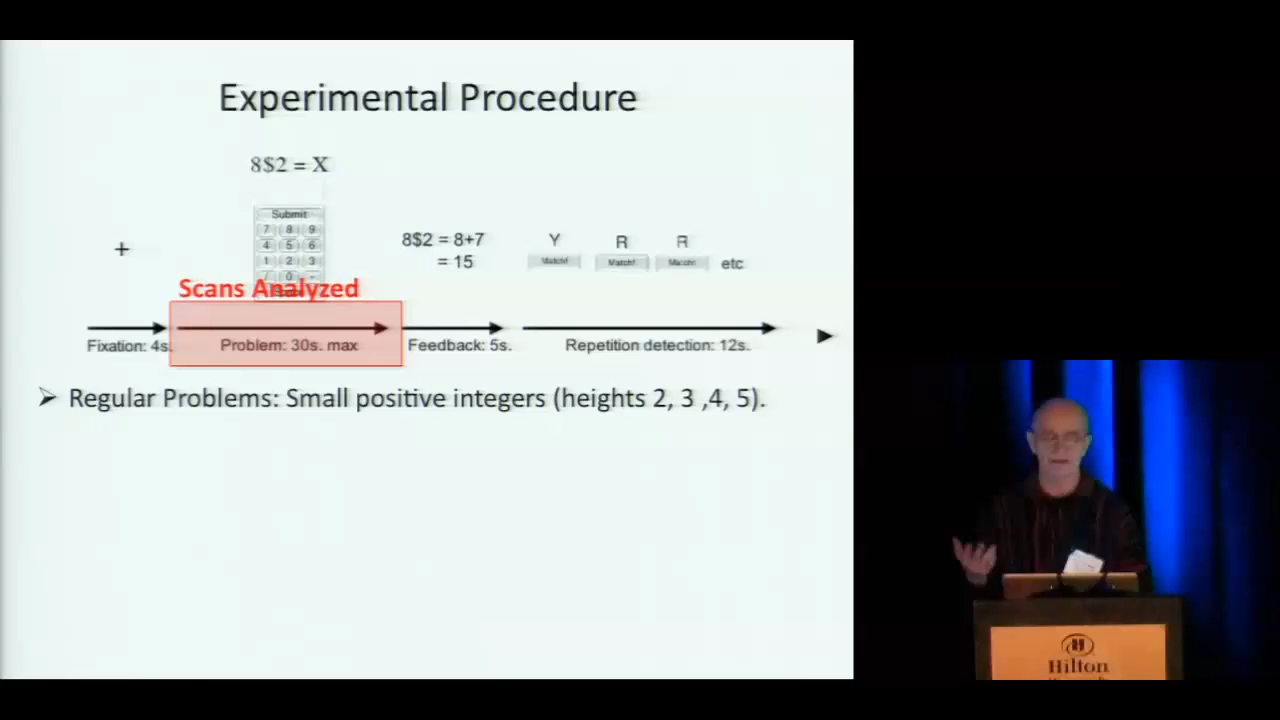 Experimental Procedure
8$2 = X
Submit
7 8 9
4 5 6
1 2 3
0 -
+
8$2 = 8+7
= 15
Y R R
Match! Match! Match! etc
Scans Analyzed
Fixation: 4s. Problem: 30s. max Feedback: 5s. Repetition detection: 12s.
➢ Regular Problems: Small positive integers (heights 2, 3 ,4, 5).
H
Hilton